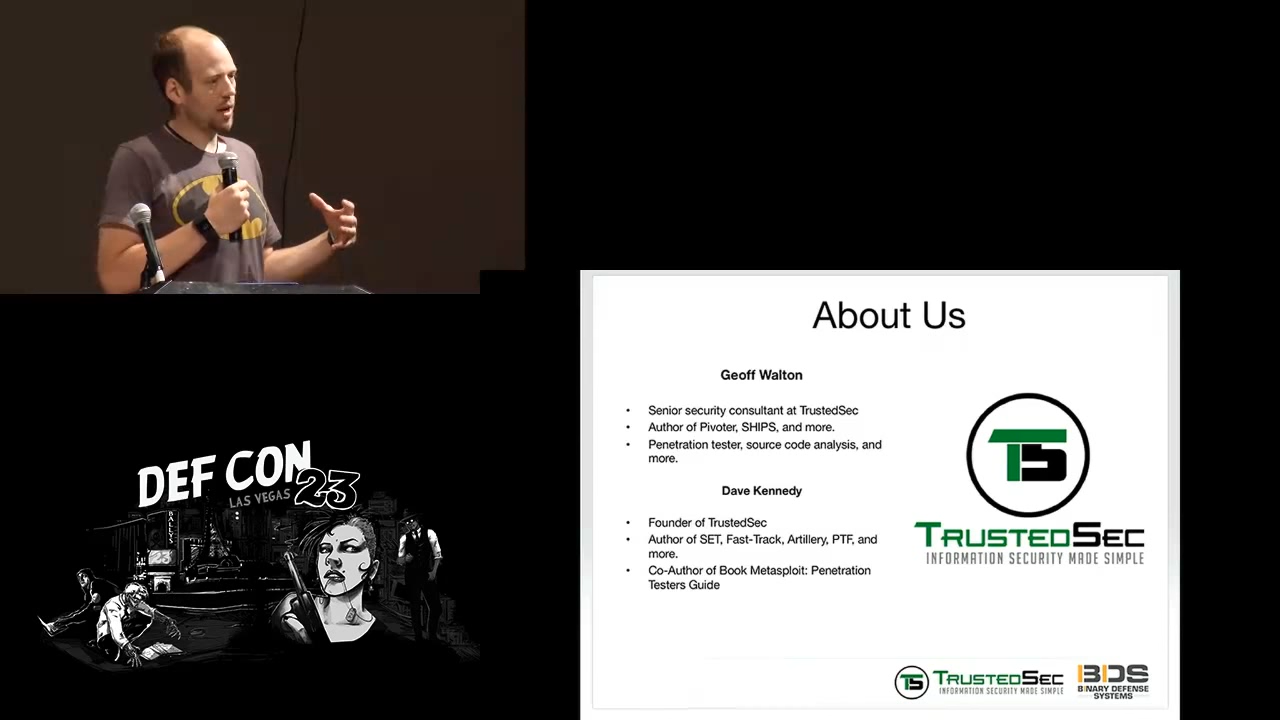 DEF CON
LAS VEGAS 23
BALLY'S
About Us
Geoff Walton
• Senior security consultant at TrustedSec
• Author of Pivoter, SHIPS, and more.
• Penetration tester, source code analysis, and
more.
Dave Kennedy
• Founder of TrustedSec
• Author of SET, Fast-Track, Artillery, PTF, and
more.
• Co-Author of Book Metasploit: Penetration
Testers Guide
TS
TRUSTEDSEC
INFORMATION SECURITY MADE SIMPLE
TS TRUSTEDSEC
INFORMATION SECURITY MADE SIMPLE
BDS
BINARY DEFENSE
SYSTEMS